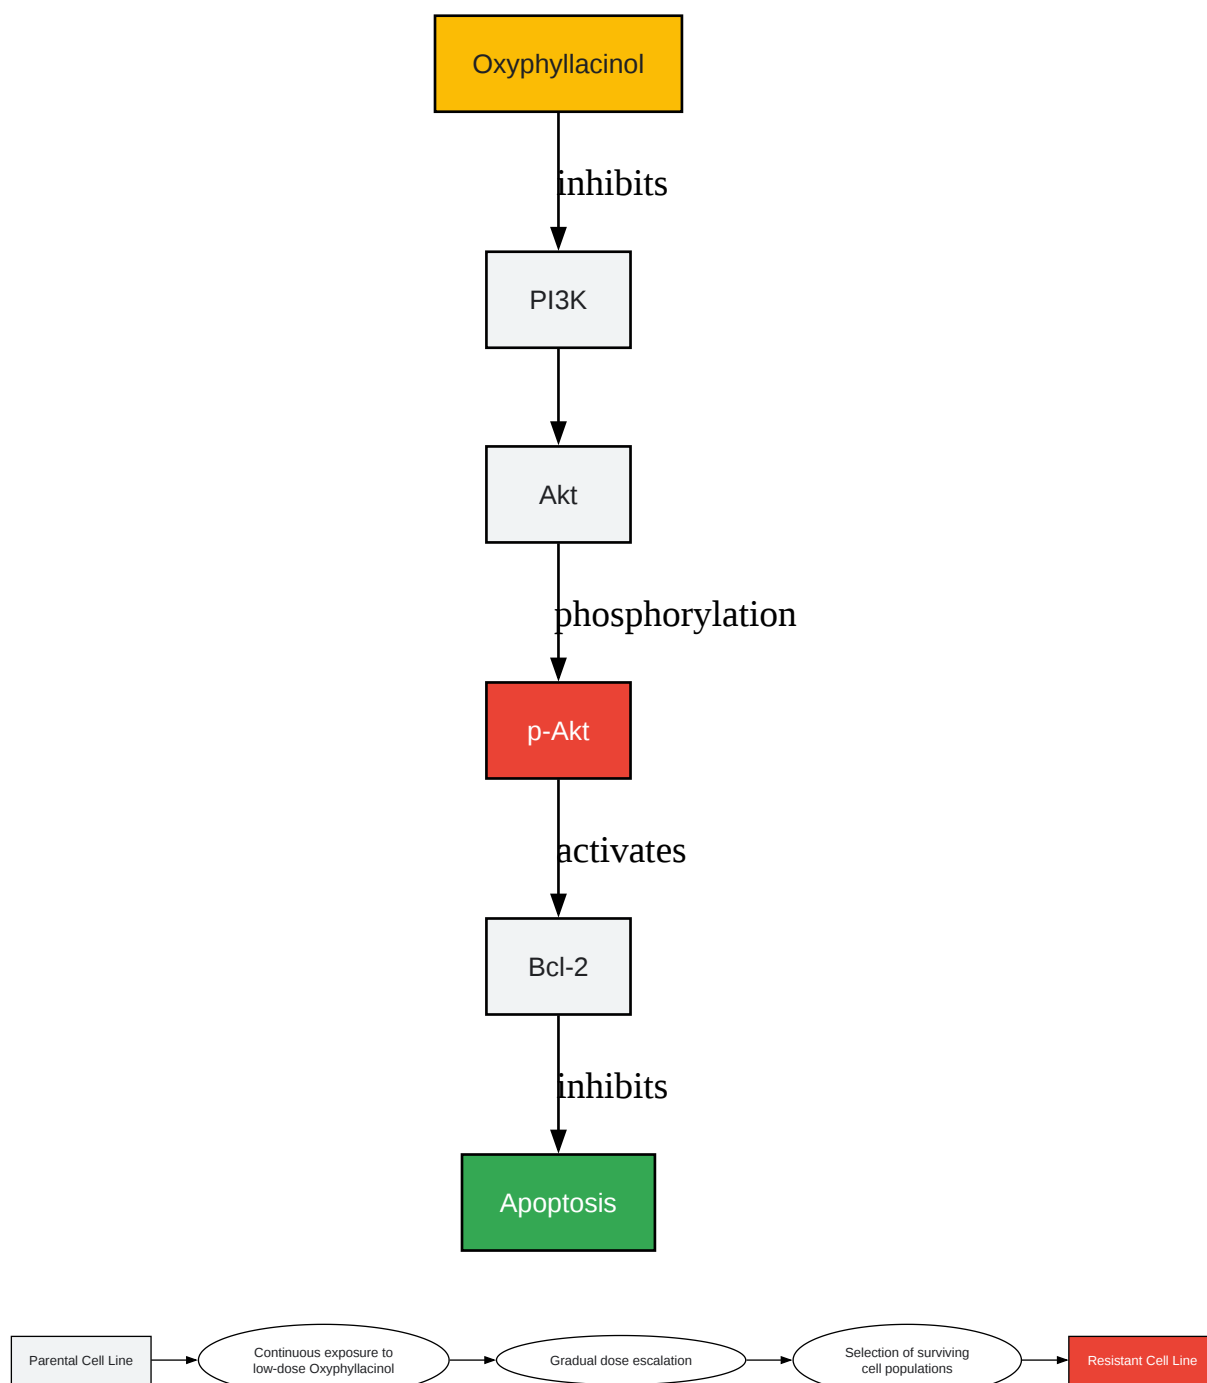 Oxyphyllacinol
inhibits
PI3K
Akt
phosphorylation
p-Akt
activates
Bcl-2
inhibits
Apoptosis
Parental Cell Line
Continuous exposure to
low-dose Oxyphyllacinol
Gradual dose escalation
Selection of surviving
cell populations
Resistant Cell Line